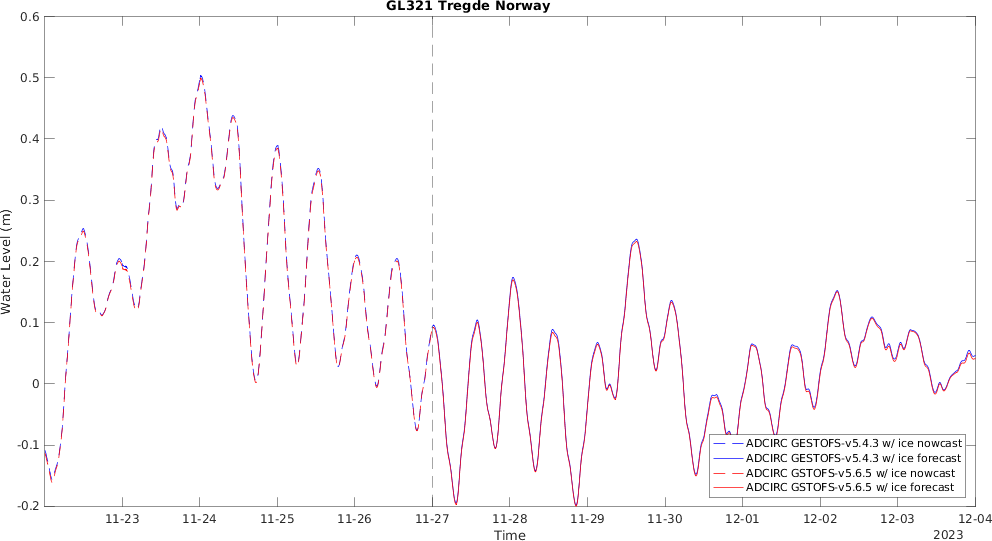 GL321 Tregde Norway
0.6
0.5
0.4
0.3
0.2
0.1
0
-0.1
-0.2
Water Level (m)
ADCIRC GESTOFS-v5.4.3 w/ ice nowcast
ADCIRC GESTOFS-v5.4.3 w/ ice forecast
ADCIRC GSTOFS-v5.6.5 w/ ice nowcast
ADCIRC GSTOFS-v5.6.5 w/ ice forecast
11-23 11-24 11-25 11-26 11-27 11-28 11-29 11-30 12-01 12-02 12-03 12-04
Time
2023